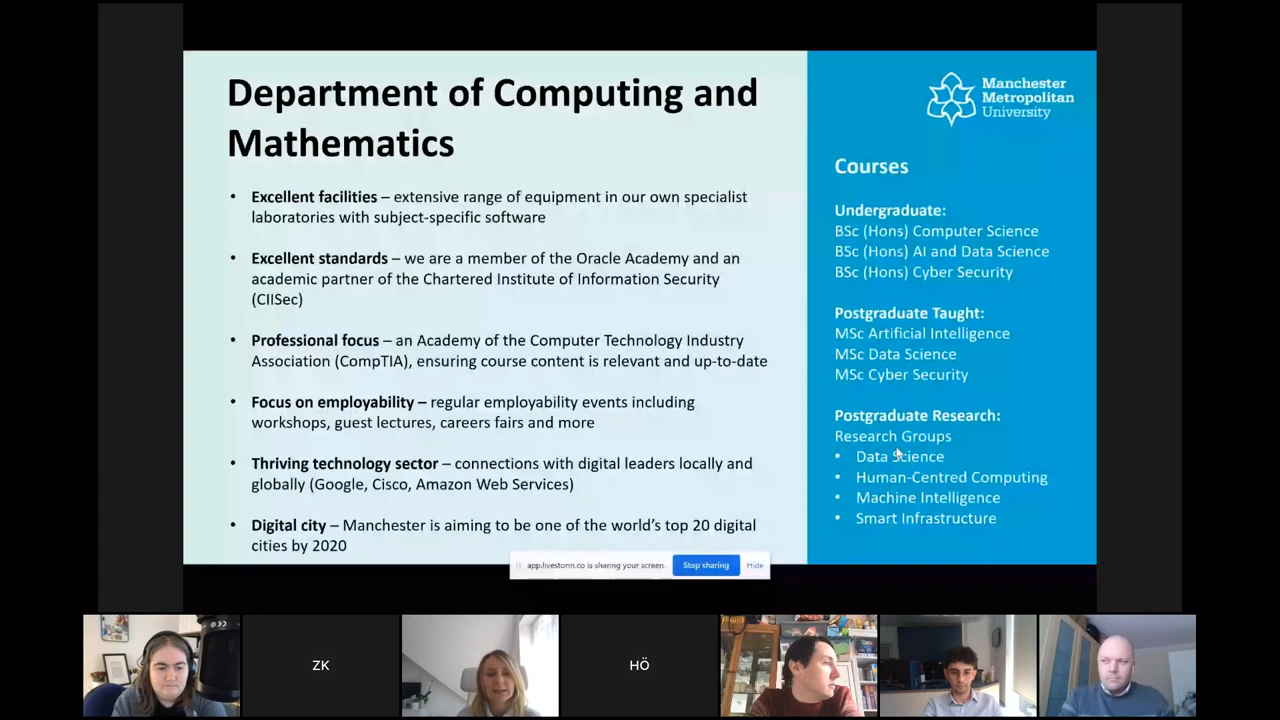 Department of Computing and
Mathematics
• Excellent facilities – extensive range of equipment in our own specialist
laboratories with subject-specific software
• Excellent standards – we are a member of the Oracle Academy and an
academic partner of the Chartered Institute of Information Security
(CIISec)
• Professional focus – an Academy of the Computer Technology Industry
Association (CompTIA), ensuring course content is relevant and up-to-date
• Focus on employability – regular employability events including
workshops, guest lectures, careers fairs and more
• Thriving technology sector – connections with digital leaders locally and
globally (Google, Cisco, Amazon Web Services)
• Digital city – Manchester is aiming to be one of the world's top 20 digital
cities by 2020
Manchester
Metropolitan
University
Courses
Undergraduate:
BSc (Hons) Computer Science
BSc (Hons) AI and Data Science
BSc (Hons) Cyber Security
Postgraduate Taught:
MSc Artificial Intelligence
MSc Data Science
MSc Cyber Security
Postgraduate Research:
Research Groups
• Data Science
• Human-Centred Computing
• Machine Intelligence
• Smart Infrastructure
app.livestorm.co is sharing your screen.
Stop sharing
Hide
ZK
HÖ